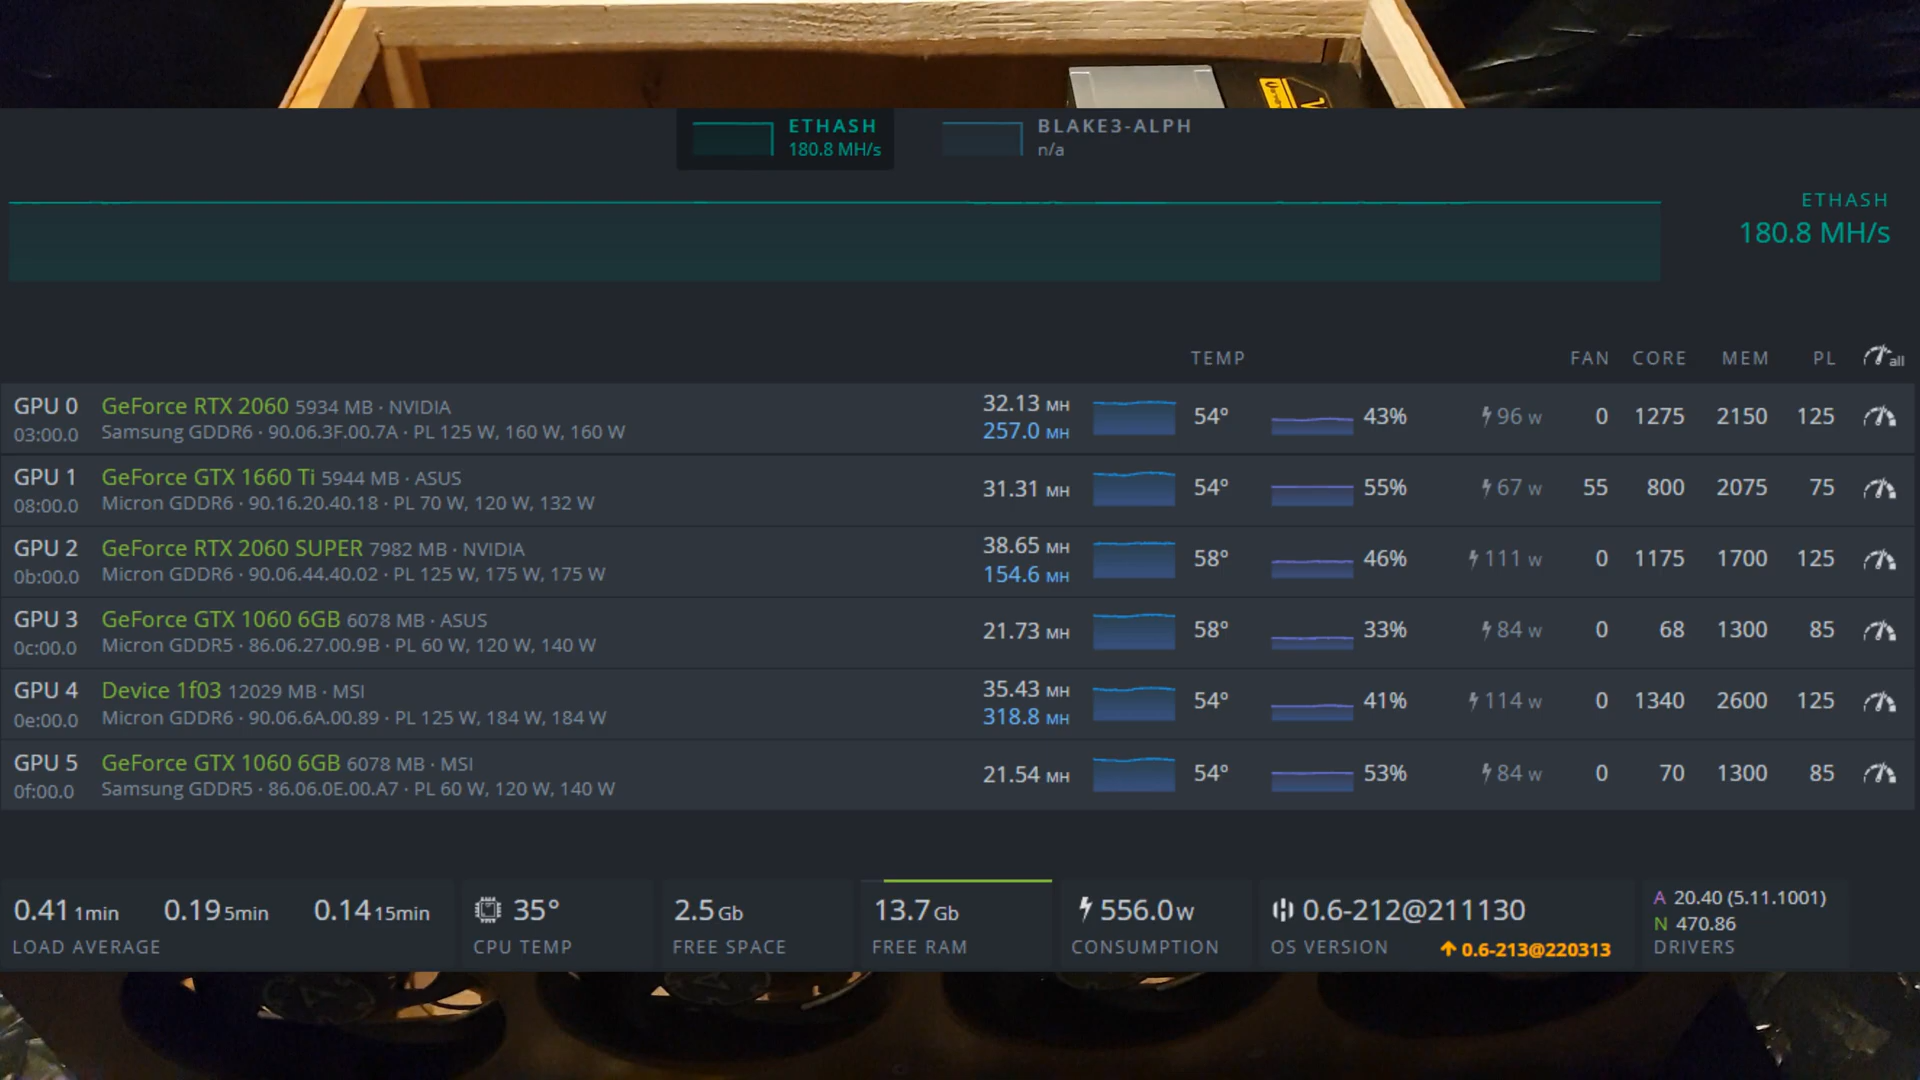 ETHASH
180.8 MH/s
BLAKE3-ALPH
n/a
ETHASH
180.8 MH/s
TEMP FAN CORE MEM PL all
GPU 0 GeForce RTX 2060 5934 MB · NVIDIA 32.13 MH 54° 43% 96 w 0 1275 2150 125
03:00.0 Samsung GDDR6 · 90.06.3F.00.7A · PL 125 W, 160 W, 160 W 257.0 MH
GPU 1 GeForce GTX 1660 Ti 5944 MB · ASUS 31.31 MH 54° 55% 67 w 55 800 2075 75
08:00.0 Micron GDDR6 · 90.16.20.40.18 · PL 70 W, 120 W, 132 W
GPU 2 GeForce RTX 2060 SUPER 7982 MB · NVIDIA 38.65 MH 58° 46% 111 w 0 1175 1700 125
0b:00.0 Micron GDDR6 · 90.06.44.40.02 · PL 125 W, 175 W, 175 W 154.6 MH
GPU 3 GeForce GTX 1060 6GB 6078 MB · ASUS 21.73 MH 58° 33% 84 w 0 68 1300 85
0c:00.0 Micron GDDR5 · 86.06.27.00.9B · PL 60 W, 120 W, 140 W
GPU 4 Device 1f03 12029 MB · MSI 35.43 MH 54° 41% 114 w 0 1340 2600 125
0e:00.0 Micron GDDR6 · 90.06.6A.00.89 · PL 125 W, 184 W, 184 W 318.8 MH
GPU 5 GeForce GTX 1060 6GB 6078 MB · MSI 21.54 MH 54° 53% 84 w 0 70 1300 85
0f:00.0 Samsung GDDR5 · 86.06.0E.00.A7 · PL 60 W, 120 W, 140 W
0.41 1min 0.19 5min 0.14 15min
LOAD AVERAGE
35°
CPU TEMP
2.5 Gb
FREE SPACE
13.7 Gb
FREE RAM
556.0 w
CONSUMPTION
0.6-212@211130
OS VERSION 0.6-213@220313
A 20.40 (5.11.1001)
N 470.86
DRIVERS